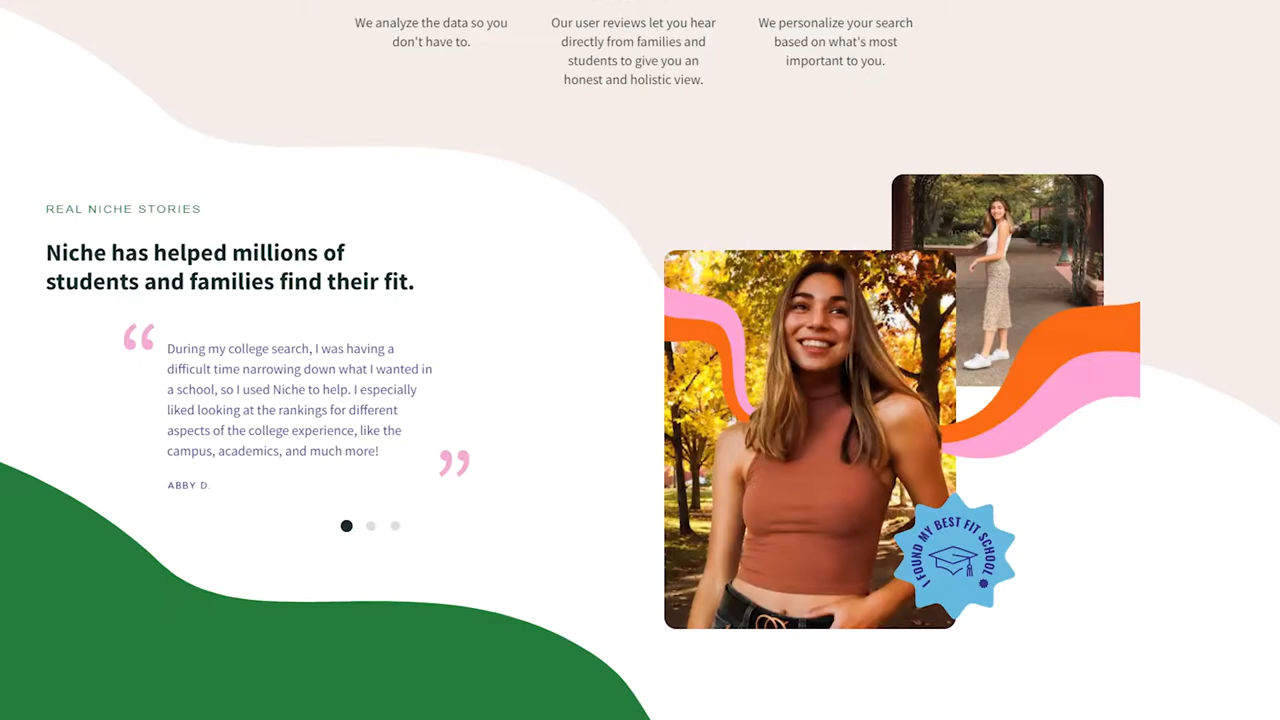 We analyze the data so you
don't have to.
Our user reviews let you hear
directly from families and
students to give you an
honest and holistic view.
We personalize your search
based on what's most
important to you.
REAL NICHE STORIES
Niche has helped millions of
students and families find their fit.
“
During my college search, I was having a
difficult time narrowing down what I wanted in
a school, so I used Niche to help. I especially
liked looking at the rankings for different
aspects of the college experience, like the
campus, academics, and much more!
”
ABBY D.
I FOUND MY BEST FIT SCHOOL